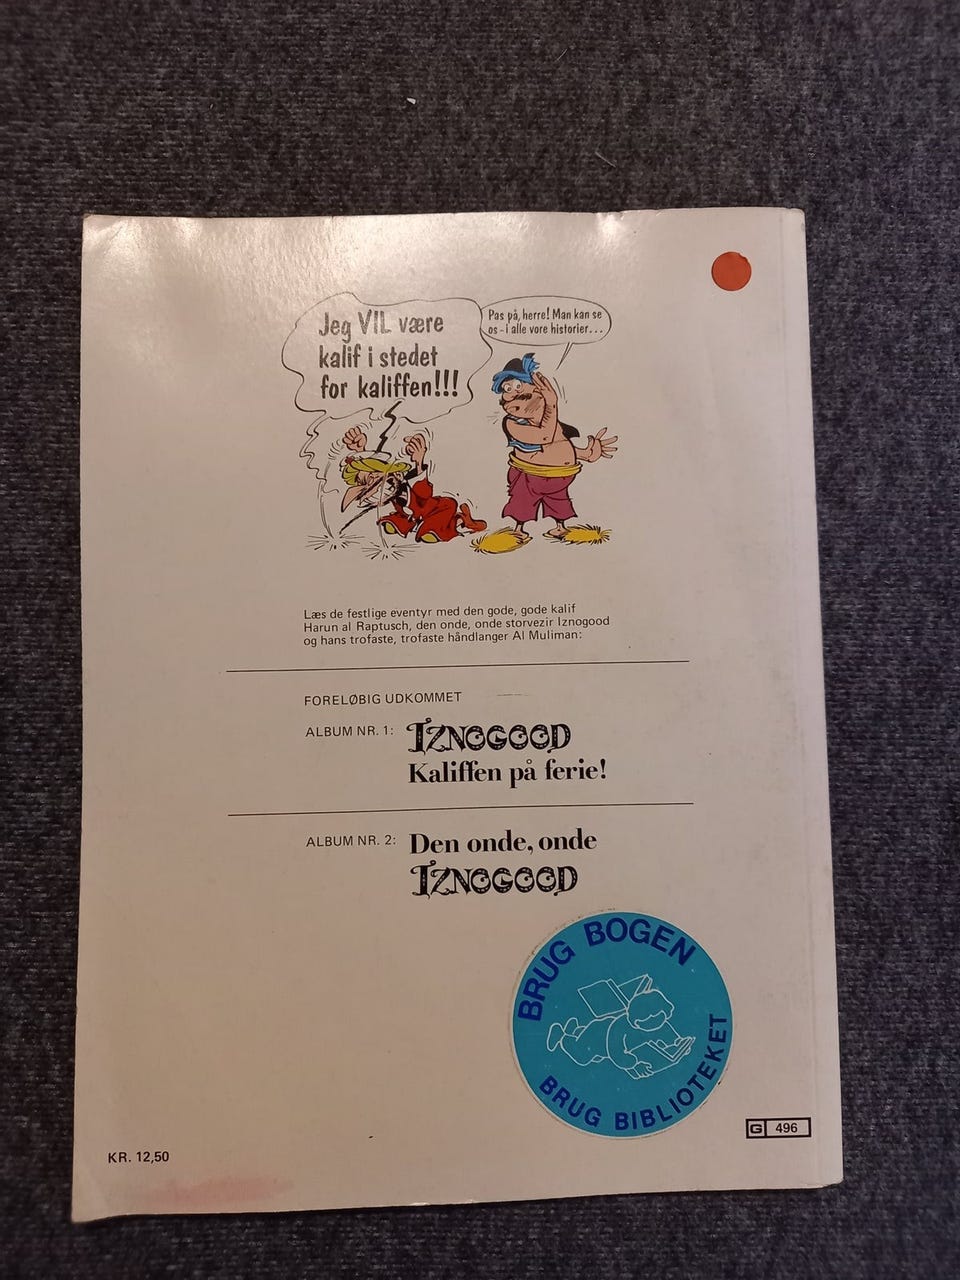 Jeg VIL være
kalif i stedet
for kaliffen!!!
Pas på, herre! Man kan se
os - i alle vore historier...
Læs de festlige eventyr med den gode, gode kalif
Harun al Raptusch, den onde, onde storvezir Iznogood
og hans trofaste, trofaste håndlanger Al Muliman:
FORELØBIG UDKOMMET
ALBUM NR. 1: IZNOGOOD
Kaliffen på ferie!
ALBUM NR. 2: Den onde, onde
IZNOGOOD
BRUG BOGEN
BRUG BIBLIOTEKET
G 496
KR. 12,50